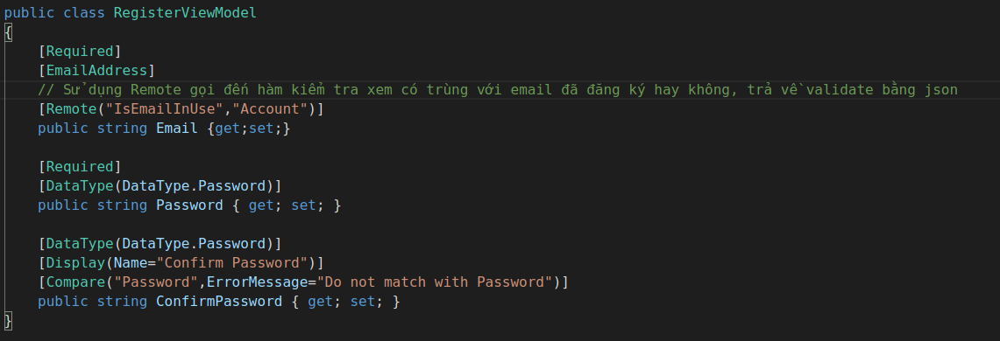 public class RegisterViewModel
{
[Required]
[EmailAddress]
// Sử dụng Remote gọi đến hàm kiểm tra xem có trùng với email đã đăng ký hay không, trả về validate bằng json
[Remote("IsEmailInUse","Account")]
public string Email {get;set;}
[Required]
[DataType(DataType.Password)]
public string Password { get; set; }
[DataType(DataType.Password)]
[Display(Name="Confirm Password")]
[Compare("Password",ErrorMessage="Do not match with Password")]
public string ConfirmPassword { get; set; }
}